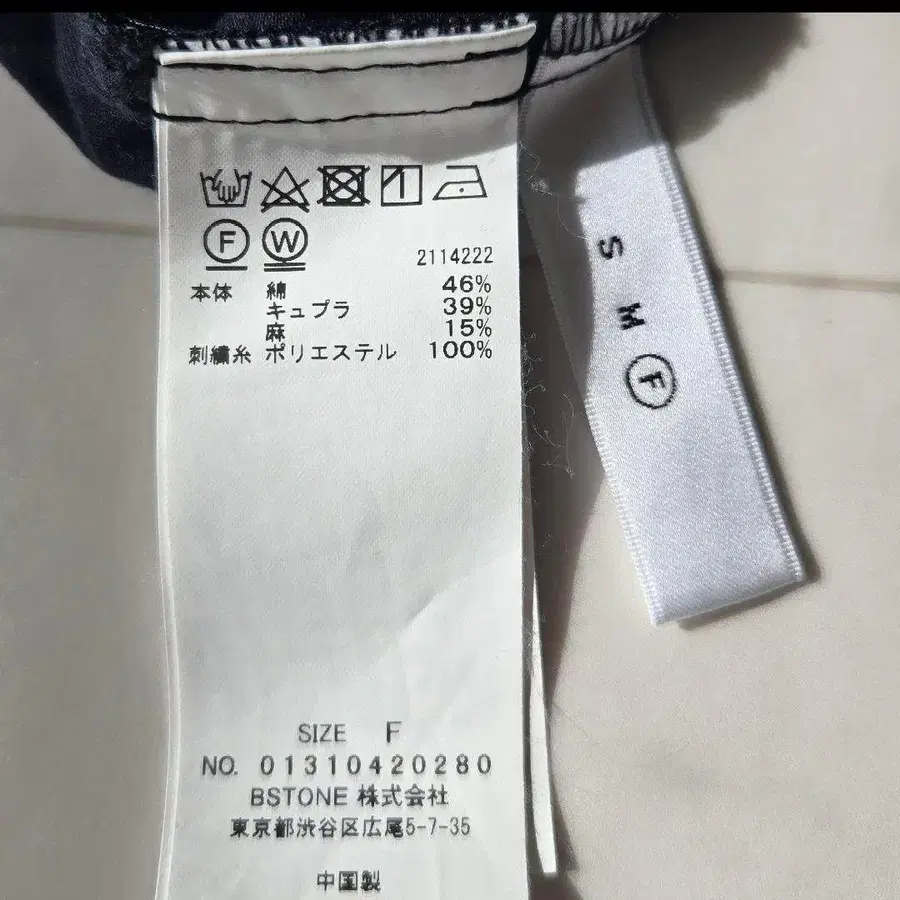 F W
2114222
本体 綿 46%
キュプラ 39%
麻 15%
刺繍糸 ポリエステル 100%
SIZE F
NO. 01310420280
BSTONE 株式会社
東京都渋谷区広尾5-7-35
中国製
S M F